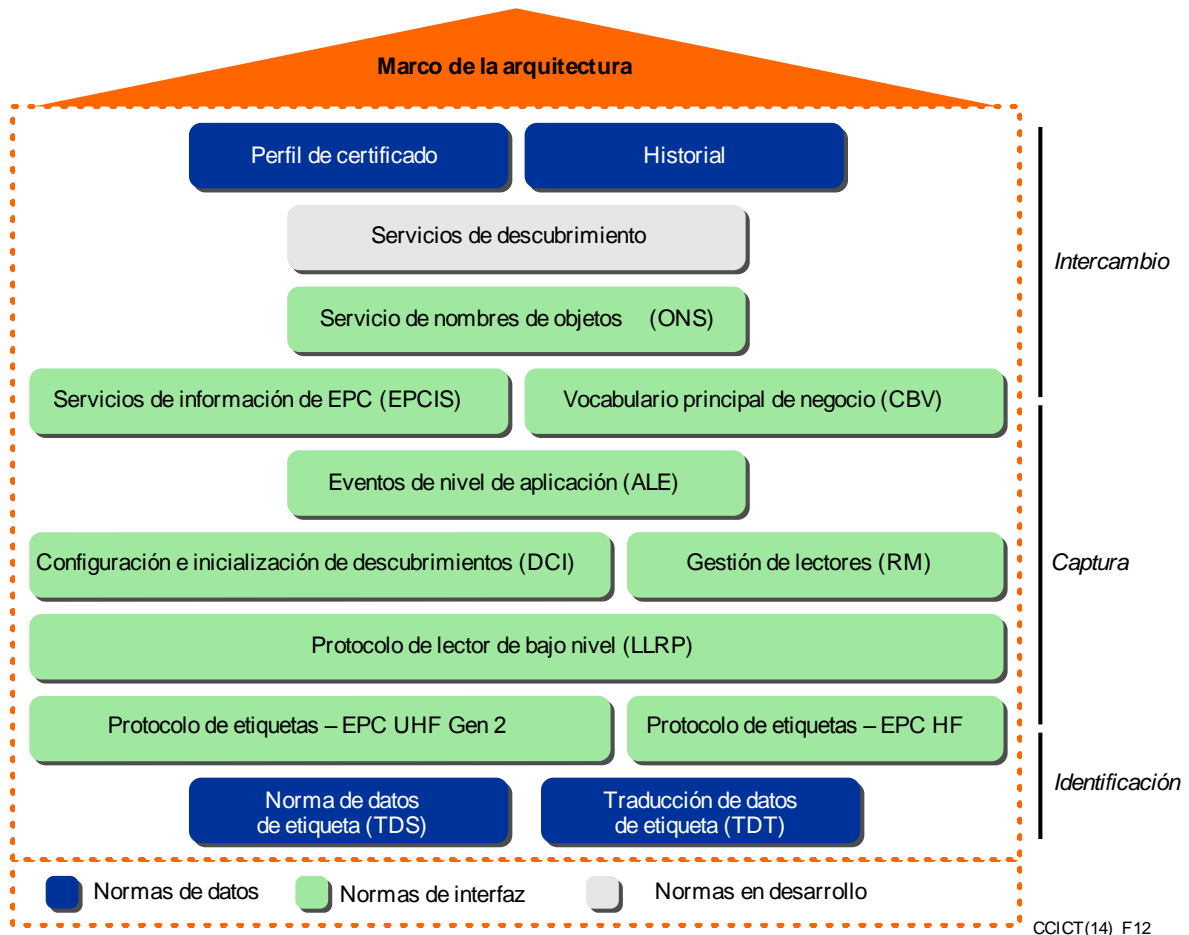 Marco de la arquitectura
Perfil de certificado
Historial
Servicios de descubrimiento
Servicio de nombres de objetos (ONS)
Intercambio
Servicios de información de EPC (EPCIS)
Vocabulario principal de negocio (CBV)
Eventos de nivel de aplicación (ALE)
Configuración e inicialización de descubrimientos (DCI)
Gestión de lectores (RM)
Captura
Protocolo de lector de bajo nivel (LLRP)
Protocolo de etiquetas – EPC UHF Gen 2
Protocolo de etiquetas – EPC HF
Norma de datos
de etiqueta (TDS)
Traducción de datos
de etiqueta (TDT)
Identificación
Normas de datos
Normas de interfaz
Normas en desarrollo
CCICT(14)_F12